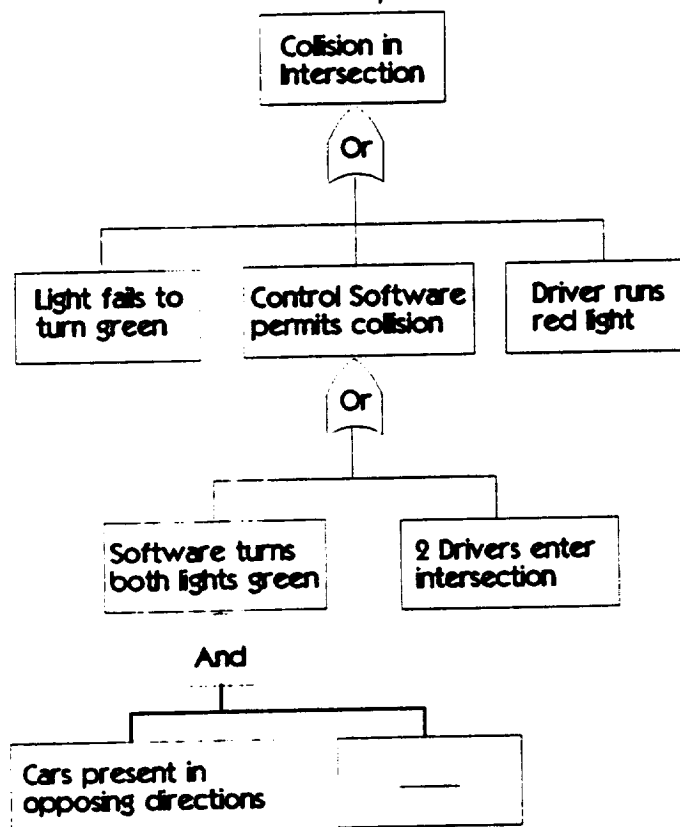 Collision in
Intersection
Or
Light fails to
turn green
Control Software
permits collision
Driver runs
red light
Or
Software turns
both lights green
2 Drivers enter
intersection
And
Cars present in
opposing directions